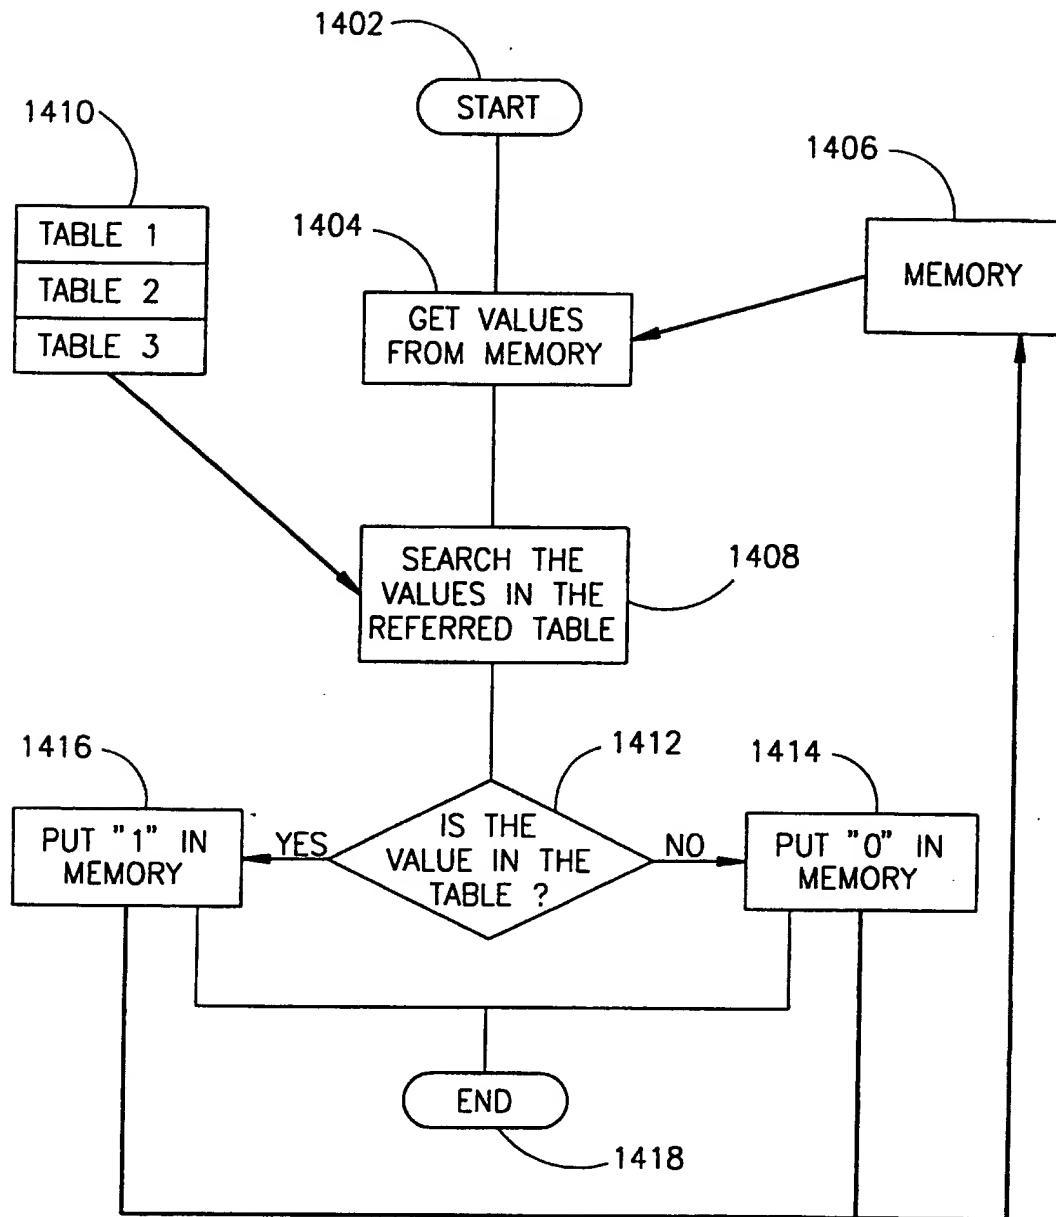 1402
START
1410
1406
TABLE 1
TABLE 2
TABLE 3
1404
MEMORY
GET VALUES
FROM MEMORY
SEARCH THE
VALUES IN THE
REFERRED TABLE
1408
1416
1412
1414
PUT "1" IN
MEMORY
YES
IS THE
VALUE IN THE
TABLE ?
NO
PUT "0" IN
MEMORY
END
1418